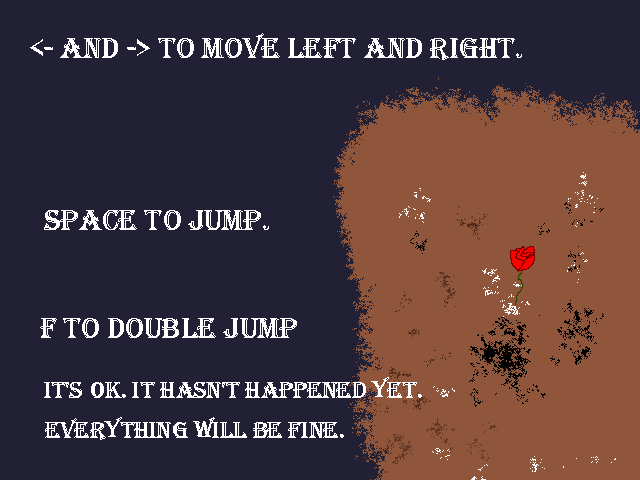 <- AND -> TO MOVE LEFT AND RIGHT.
SPACE TO JUMP.
F TO DOUBLE JUMP
IT'S OK. IT HASN'T HAPPENED YET.
EVERYTHING WILL BE FINE.